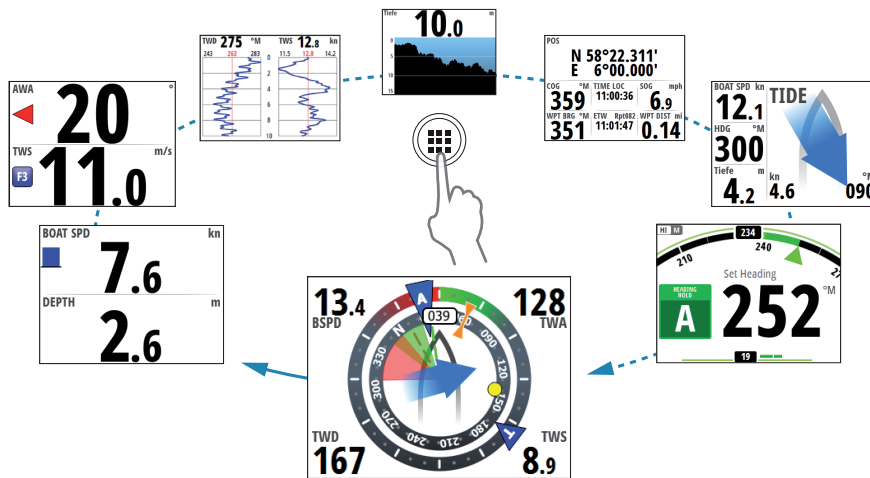 Tiefe m
10.0
0
5
10
15
TWD 275 °M
243 263 283
TWS 12.8 kn
11.5 12.8 14.2
0
2
4
6
8
10
POS
N 58°22.311'
E 6°00.000'
COG °M TIME LOC SOG mph
359 11:00:36 6.9
WPT BRG °M ETW Rpt082 WPT DIST mi
351 11:01:47 0.14
AWA °
20
TWS m/s
F3
11.0
BOAT SPD kn
12.1
HDG °M
300
Tiefe m
4.2
TIDE
kn
4.6
°M
090
BOAT SPD kn
7.6
DEPTH m
2.6
HI M
234
210
240
Set Heading
HEADING
HOLD
A
252 °M
19
13.4
BSPD
128
TWA
A
039
N
060
090
120
150
180
210
240
270
300
330
T
TWD
167
TWS
8.9